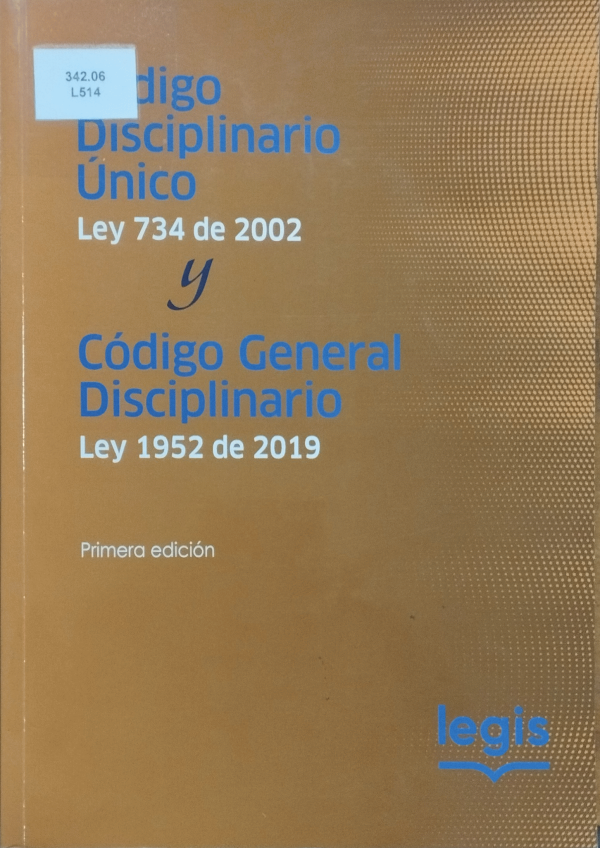 342.06
L514
digo
Disciplinario
Único
Ley 734 de 2002
y
Código General
Disciplinario
Ley 1952 de 2019
Primera edición
legis